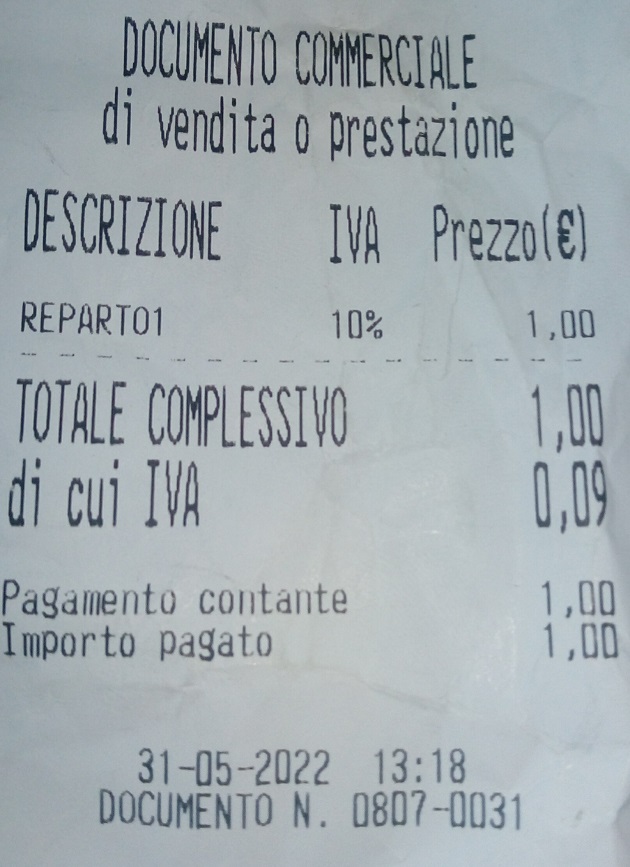 DOCUMENTO COMMERCIALE
di vendita o prestazione
DESCRIZIONE IVA Prezzo(€)
REPARTO1 10% 1,00
TOTALE COMPLESSIVO 1,00
di cui IVA 0,09
Pagamento contante 1,00
Importo pagato 1,00
31-05-2022 13:18
DOCUMENTO N. 0807-0031